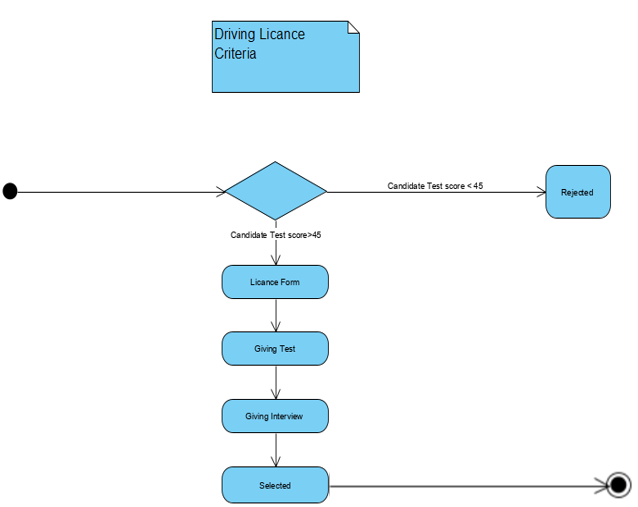 Driving Licance
Criteria
Candidate Test score < 45
Rejected
Candidate Test score>45
Licance Form
Giving Test
Giving Interview
Selected